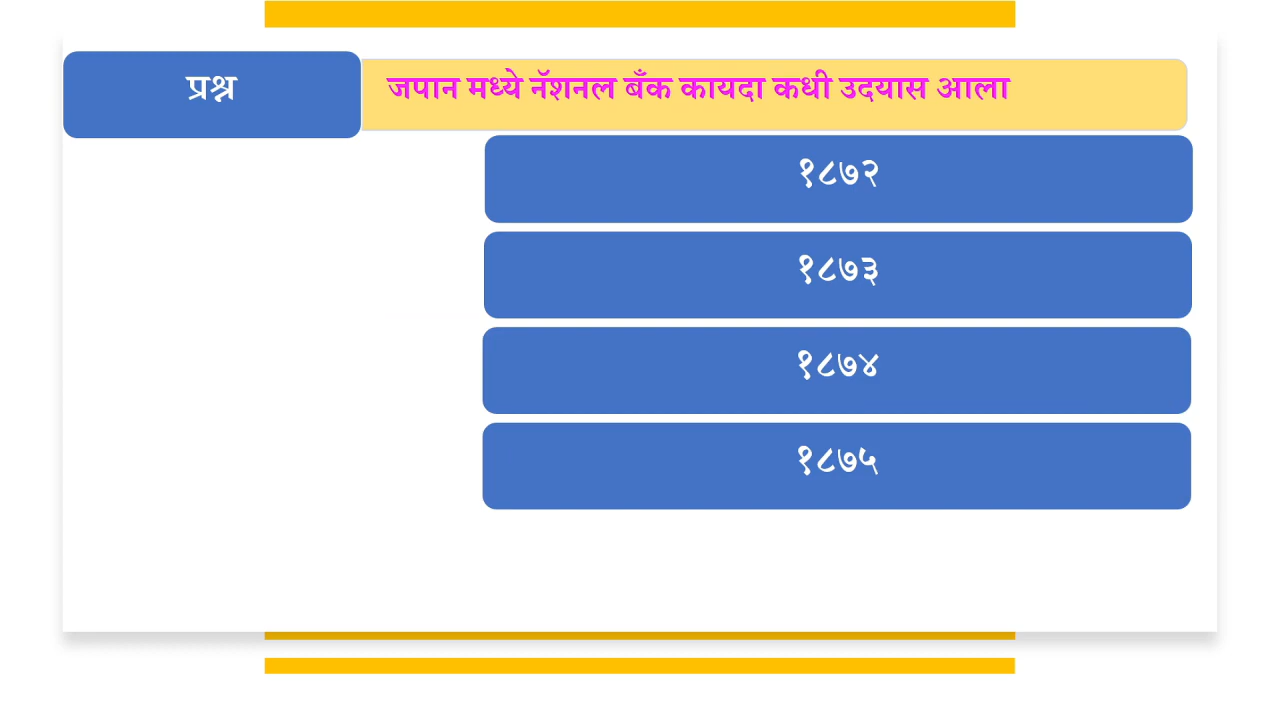 प्रश्न
जपान मध्ये नॅशनल बँक कायदा कधी उदयास आला
१८७२
१८७३
१८७४
१८७५